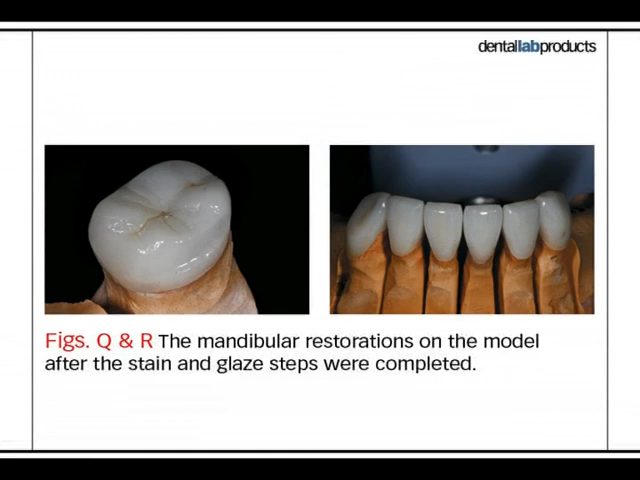 dentallabproducts
Figs. Q & R The mandibular restorations on the model
after the stain and glaze steps were completed.